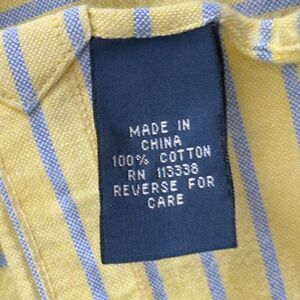 MADE IN
CHINA
100% COTTON
RN 113338
REVERSE FOR
CARE